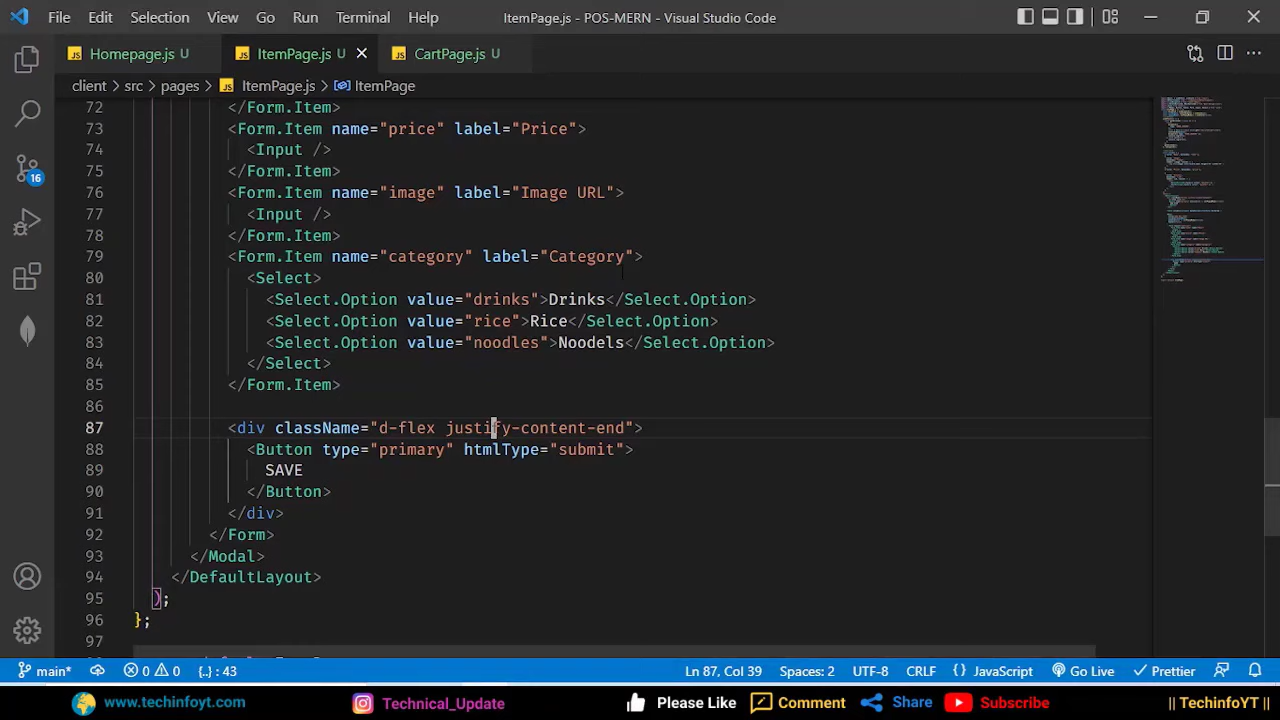 File Edit Selection View Go Run Terminal Help ItemPage.js - POS-MERN - Visual Studio Code
JS Homepage.js U JS ItemPage.js U JS CartPage.js U
client > src > pages > JS ItemPage.js > ItemPage
72 </Form.Item>
73 <Form.Item name="price" label="Price">
74 <Input />
75 </Form.Item>
76 <Form.Item name="image" label="Image URL">
77 <Input />
78 </Form.Item>
79 <Form.Item name="category" label="Category">
80 <Select>
81 <Select.Option value="drinks">Drinks</Select.Option>
82 <Select.Option value="rice">Rice</Select.Option>
83 <Select.Option value="noodles">Noodels</Select.Option>
84 </Select>
85 </Form.Item>
86
87 <div className="d-flex justify-content-end">
88 <Button type="primary" htmlType="submit">
89 SAVE
90 </Button>
91 </div>
92 </Form>
93 </Modal>
94 </DefaultLayout>
95 );
96 };
97
16
main* 0 0 {..} : 43 Ln 87, Col 39 Spaces: 2 UTF-8 CRLF {} JavaScript Go Live Prettier
www.techinfoyt.com Technical_Update Please Like Comment Share Subscribe || TechinfoYT ||